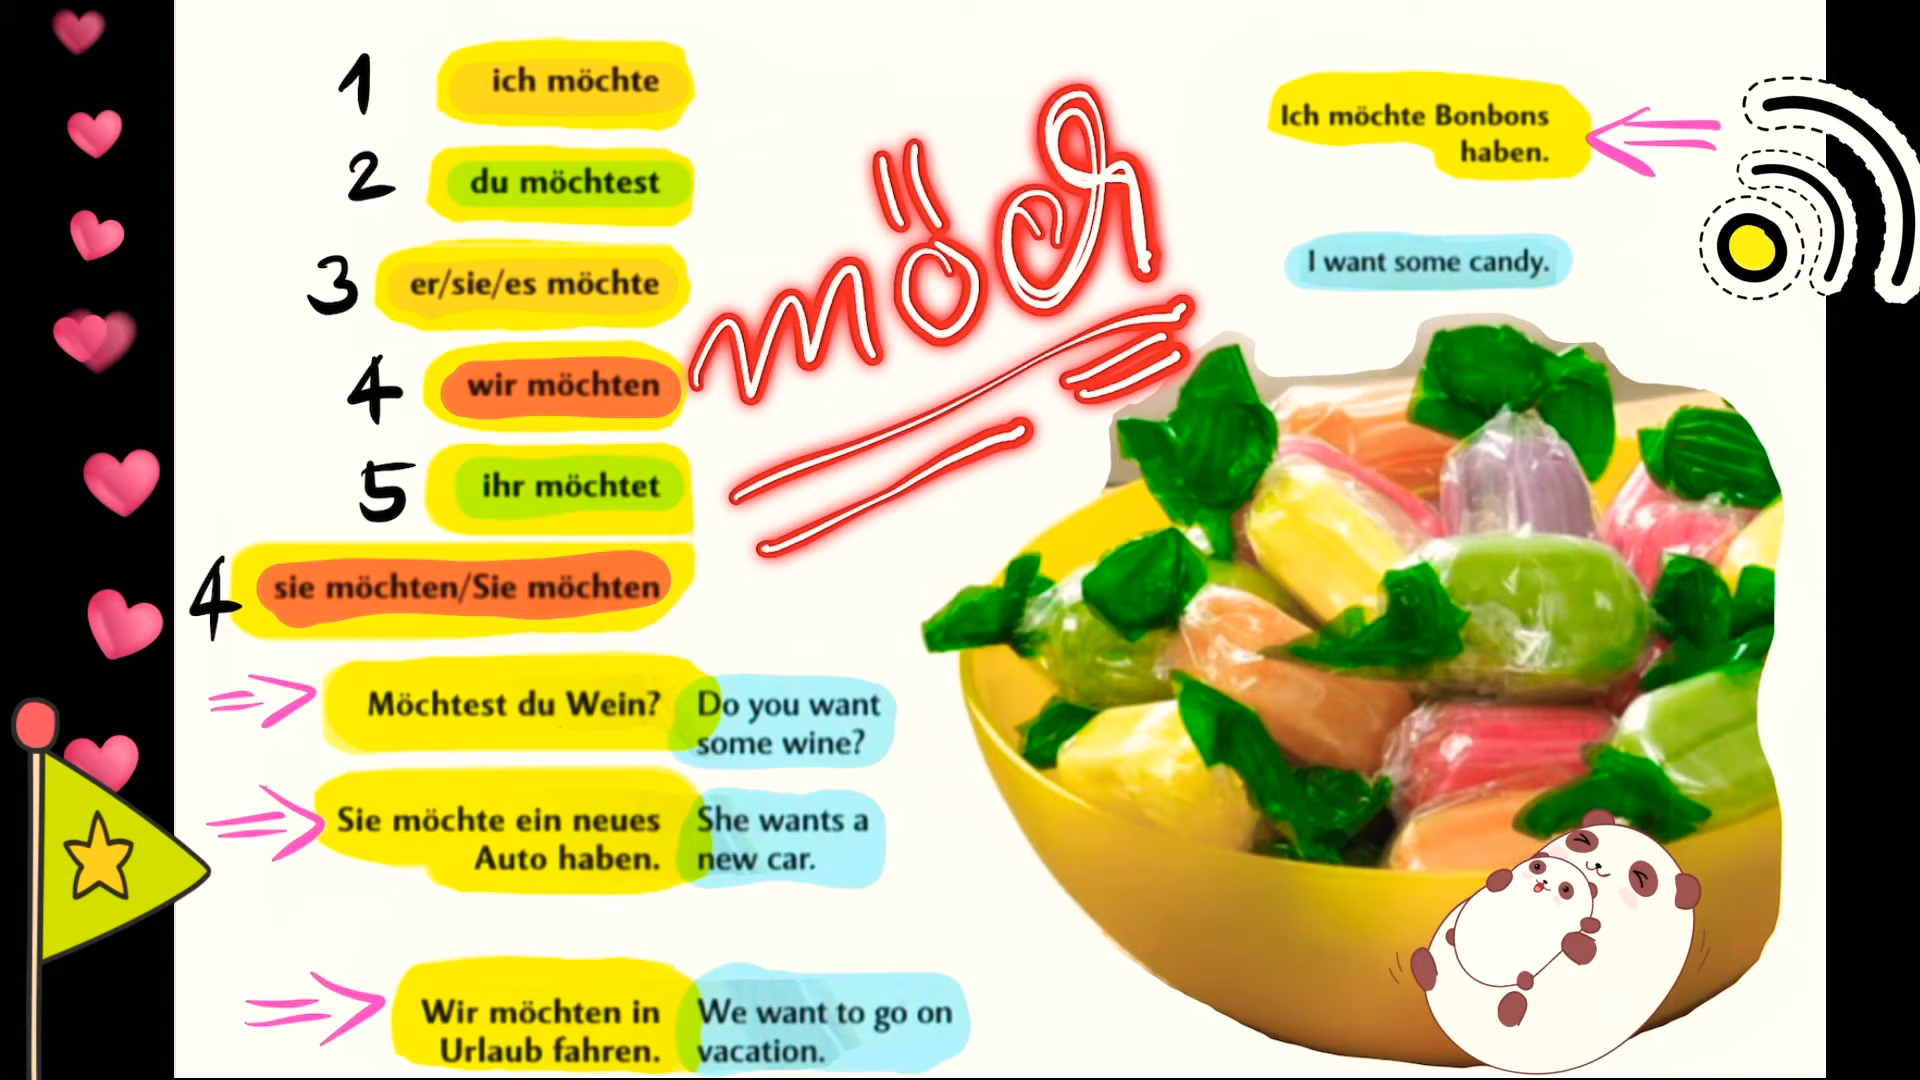 1 ich möchte
2 du möchtest
3 er/sie/es möchte
4 wir möchten
5 ihr möchtet
4 sie möchten/Sie möchten
möch
Möchtest du Wein?
Do you want
some wine?
Sie möchte ein neues
Auto haben.
She wants a
new car.
Wir möchten in
Urlaub fahren.
We want to go on
vacation.
Ich möchte Bonbons
haben.
I want some candy.